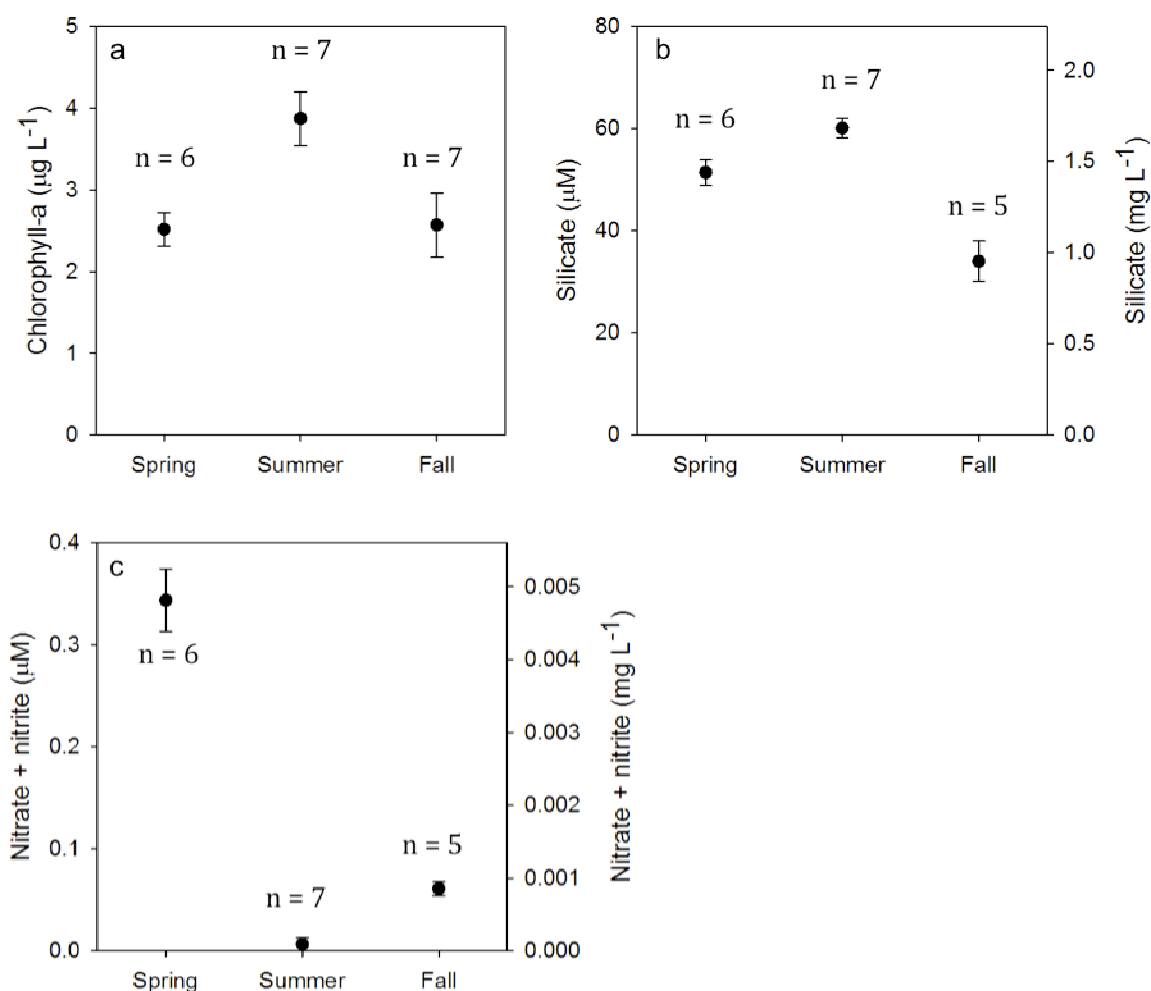 a
n = 7
n = 6
n = 7
5
4
3
2
1
0
Chlorophyll-a (μg L-1)
Spring Summer Fall
b
n = 6
n = 7
n = 5
80
60
40
20
0
Silicate (μM)
2.0
1.5
1.0
0.5
0.0
Silicate (mg L-1)
Spring Summer Fall
c
n = 6
n = 7
n = 5
0.4
0.3
0.2
0.1
0.0
Nitrate + nitrite (μM)
0.005
0.004
0.003
0.002
0.001
0.000
Nitrate + nitrite (mg L-1)
Spring Summer Fall